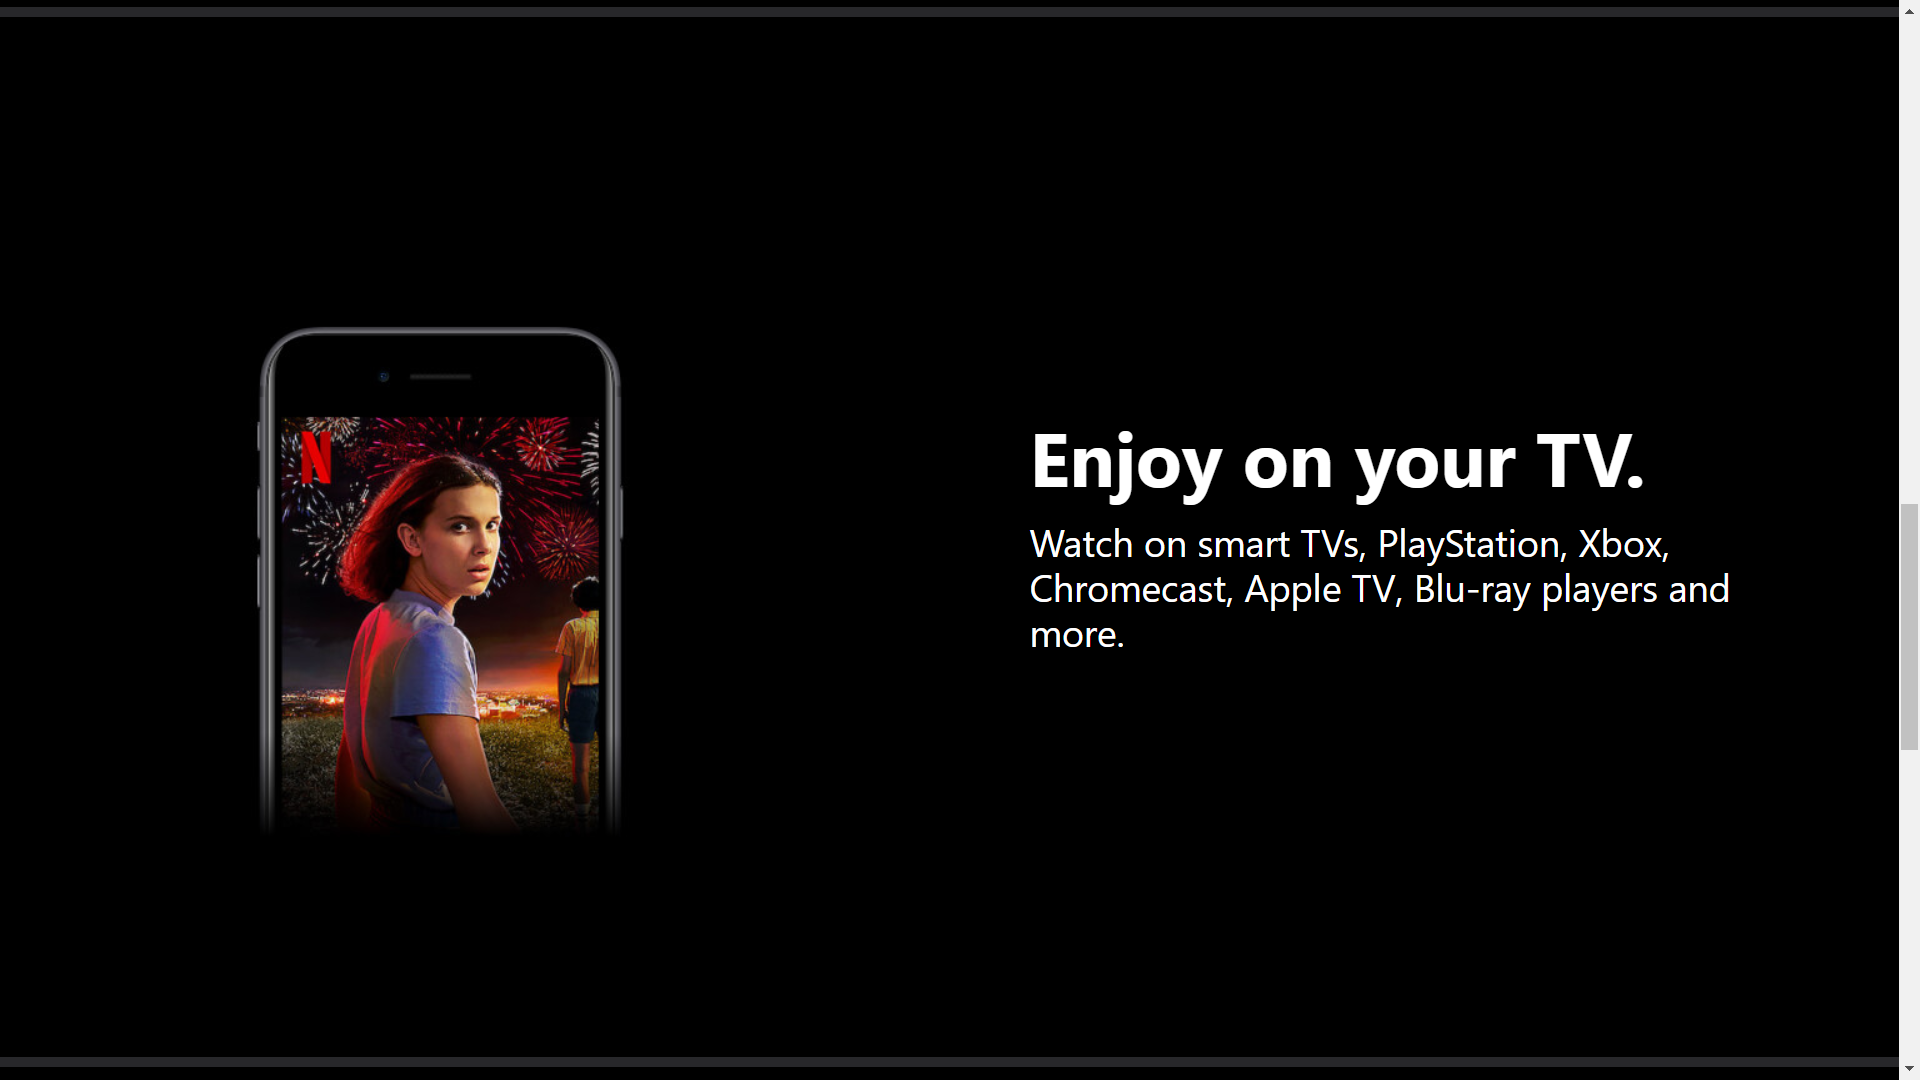 N
Enjoy on your TV.
Watch on smart TVs, PlayStation, Xbox,
Chromecast, Apple TV, Blu-ray players and
more.